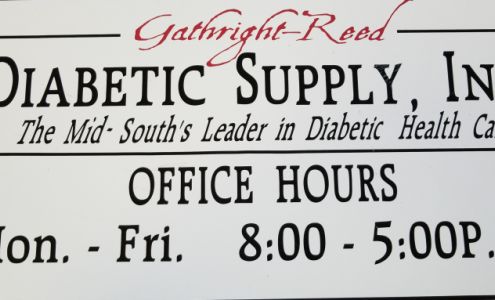 Gathright-Reed
DIABETIC SUPPLY, IN
The Mid-South's Leader in Diabetic Health Ca
OFFICE HOURS
on. - Fri. 8:00 - 5:00P.